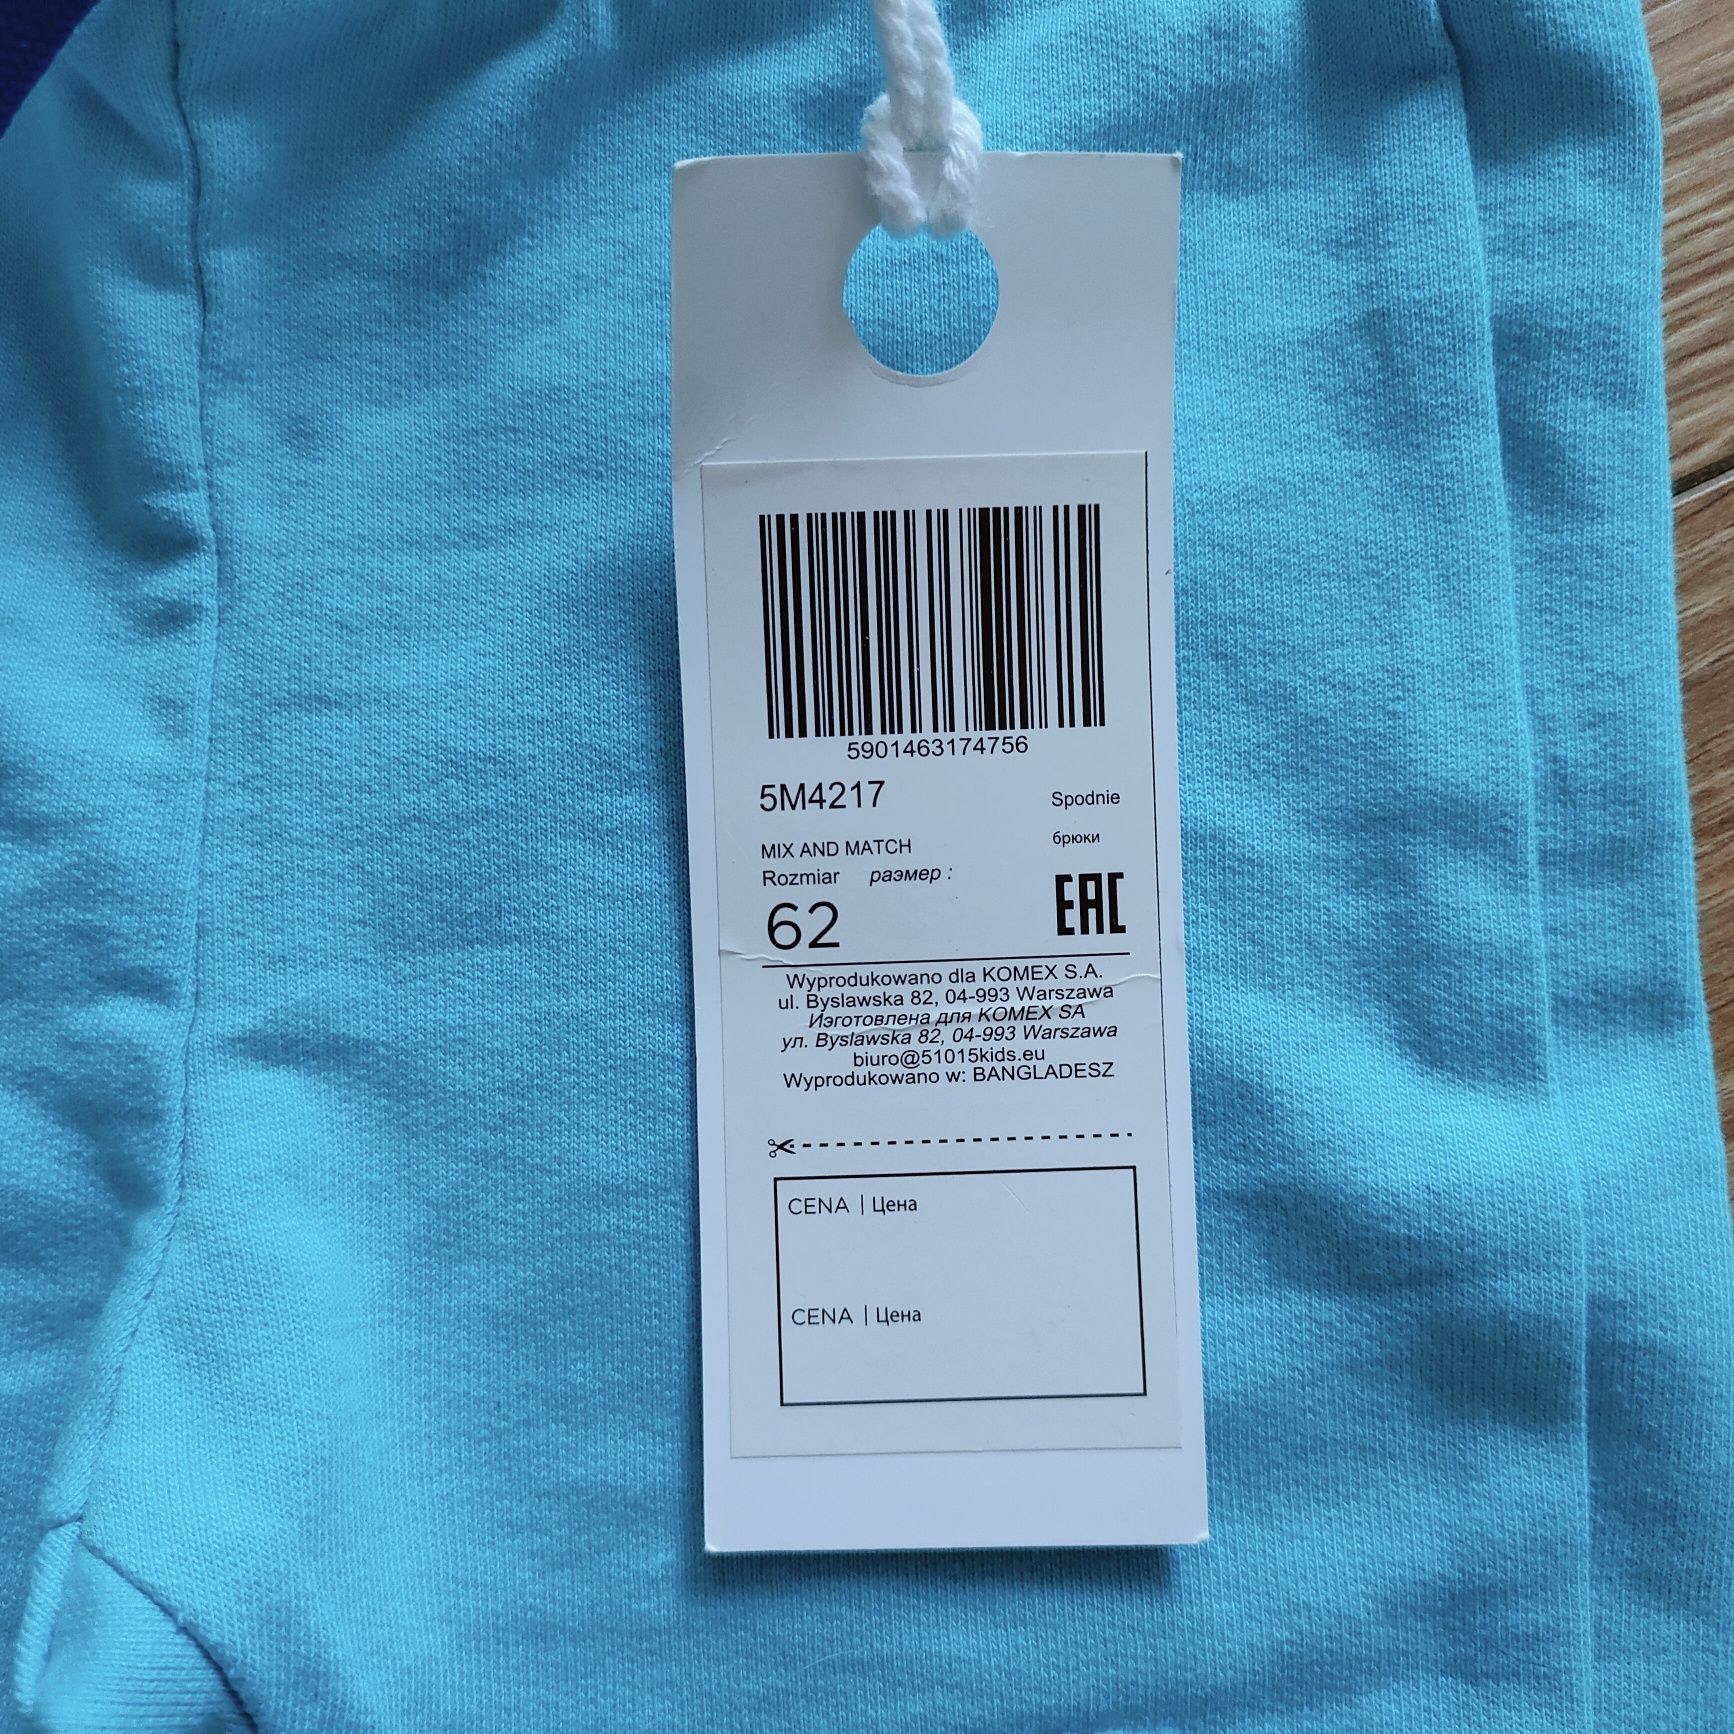 5901463174756
5M4217 Spodnie
MIX AND MATCH брюки
Rozmiar размер :
62 EAC
Wyprodukowano dla KOMEX S.A.
ul. Byslawska 82, 04-993 Warszawa
Изготовлена для KOMEX SA
ул. Byslawska 82, 04-993 Warszawa
biuro@51015kids.eu
Wyprodukowano w: BANGLADESZ
CENA | Цена
CENA | Цена